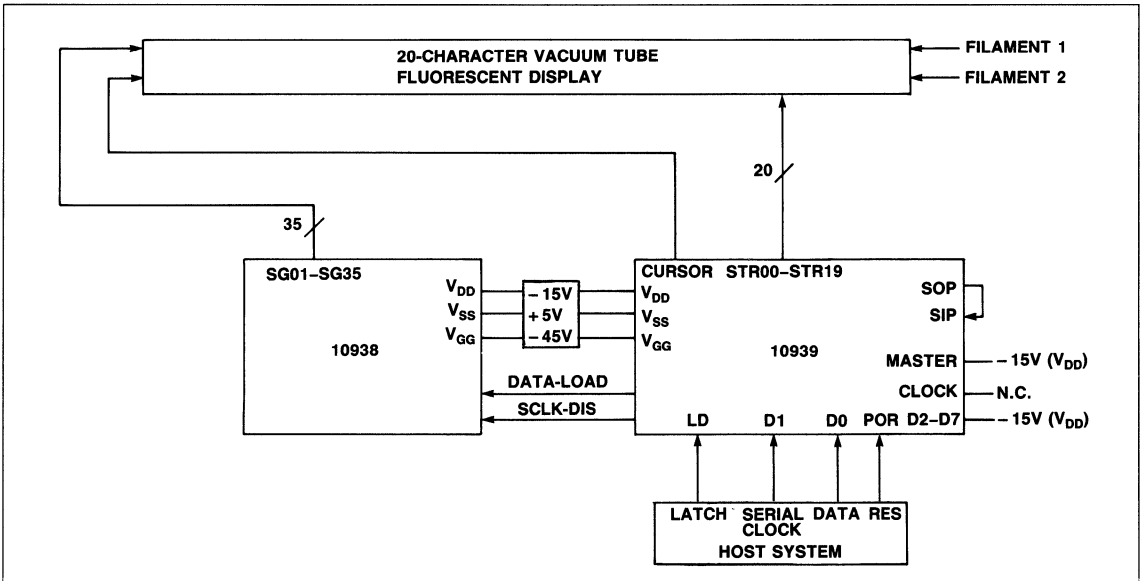 20-CHARACTER VACUUM TUBE
FLUORESCENT DISPLAY
FILAMENT 1
FILAMENT 2
20
35
SG01–SG35
VDD
VSS
VGG
10938
– 15V
+ 5V
– 45V
CURSOR STR00–STR19
VDD
VSS
VGG
10939
SOP
SIP
MASTER
– 15V (VDD)
CLOCK
N.C.
DATA-LOAD
SCLK-DIS
LD D1 D0 POR D2–D7
– 15V (VDD)
LATCH SERIAL DATA RES
CLOCK
HOST SYSTEM